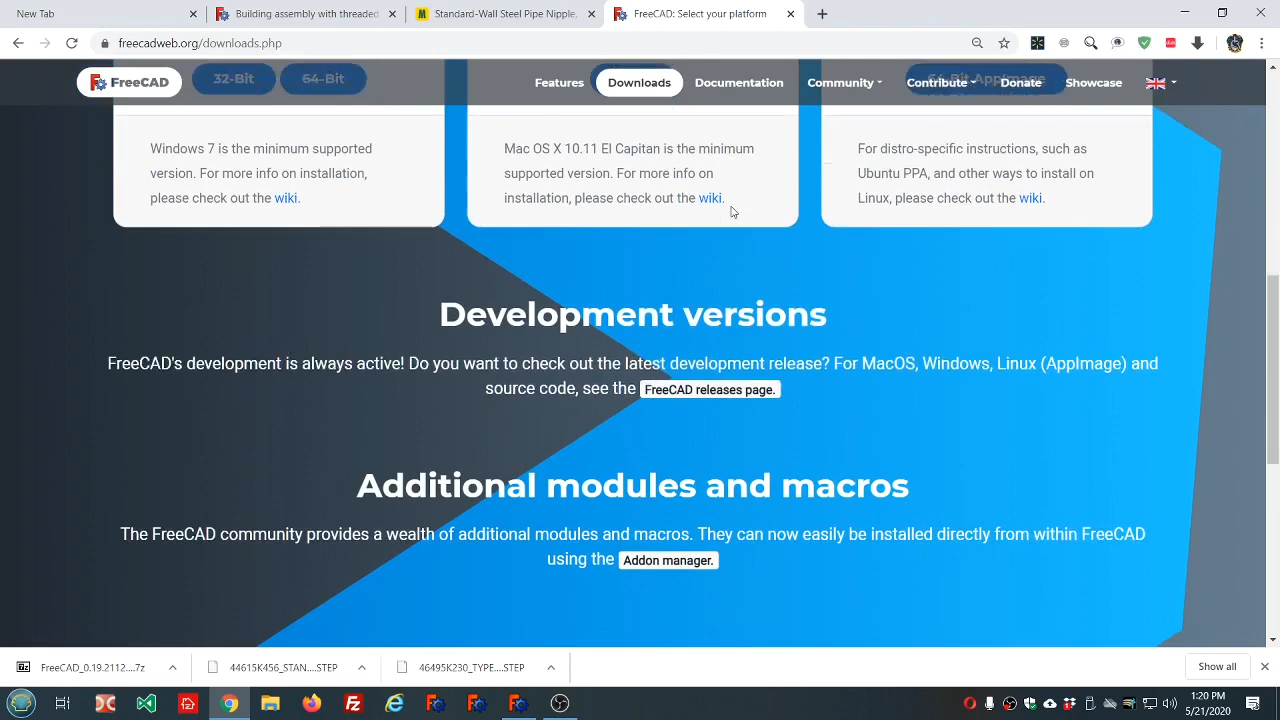 New Tab
Building assembly with threaded
Standard-Wall Steel Pipe Nipple,
FreeCAD: Select your platform
freecadweb.org/downloads.php
FreeCAD
32-Bit
64-Bit
64-Bit AppImage
Features
Downloads
Documentation
Community
Contribute
Donate
Showcase
Windows 7 is the minimum supported
version. For more info on installation,
please check out the wiki.
Mac OS X 10.11 El Capitan is the minimum
supported version. For more info on
installation, please check out the wiki.
For distro-specific instructions, such as
Ubuntu PPA, and other ways to install on
Linux, please check out the wiki.
Development versions
FreeCAD's development is always active! Do you want to check out the latest development release? For MacOS, Windows, Linux (AppImage) and
source code, see the FreeCAD releases page.
Additional modules and macros
The FreeCAD community provides a wealth of additional modules and macros. They can now easily be installed directly from within FreeCAD
using the Addon manager.
FreeCAD_0.19.2112....7z
44615K456_STAN....STEP
46495K230_TYPE....STEP
Show all
1:20 PM
5/21/2020